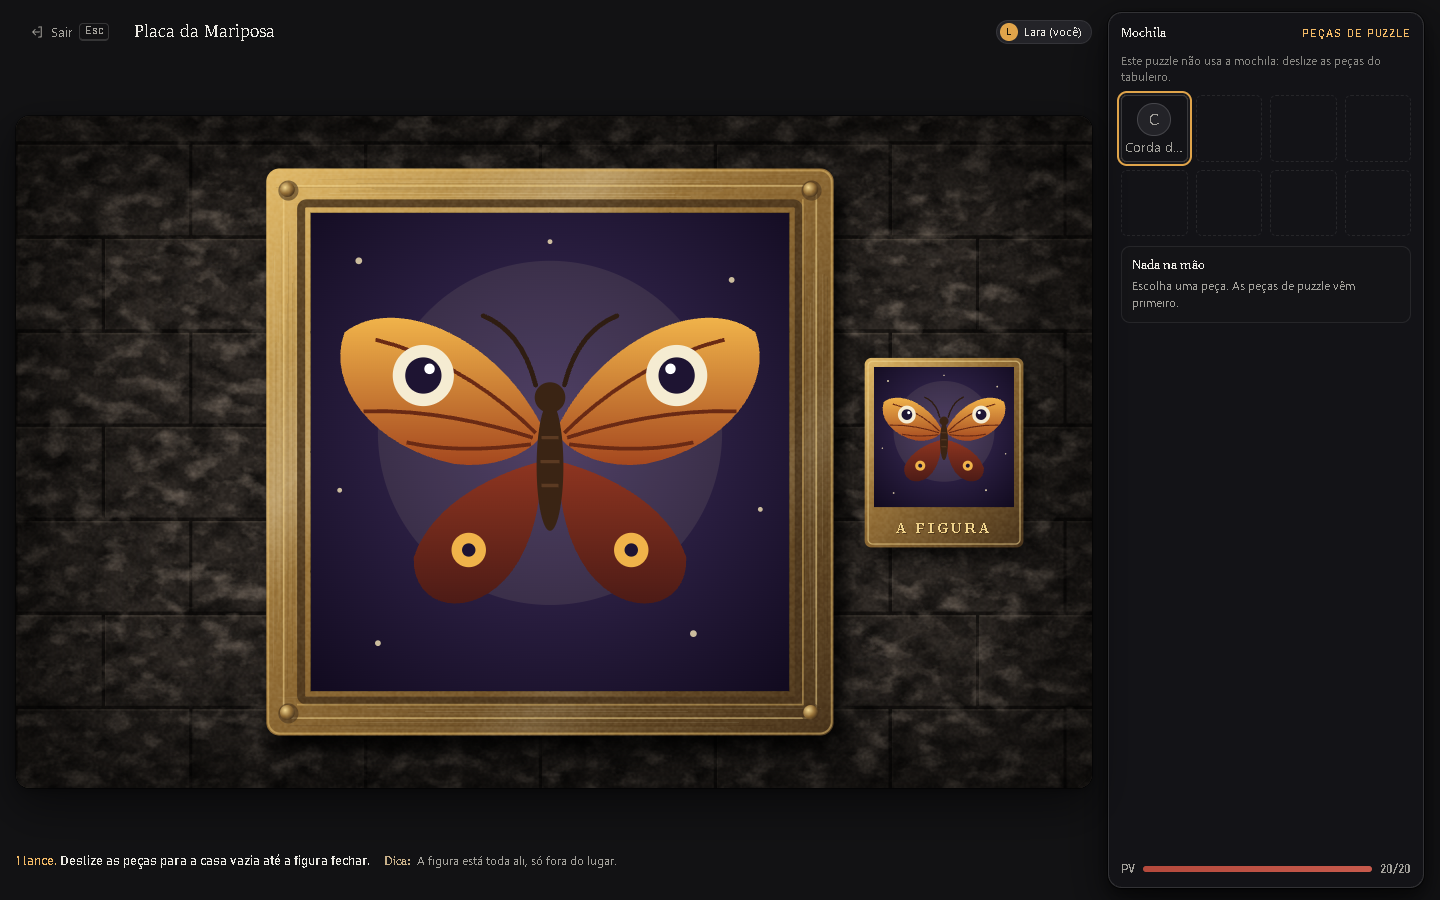 Sair Esc Placa da Mariposa
L Lara (você)
Mochila PEÇAS DE PUZZLE
Este puzzle não usa a mochila: deslize as peças do
tabuleiro.
C
Corda d...
Nada na mão
Escolha uma peça. As peças de puzzle vêm
primeiro.
A FIGURA
1 lance. Deslize as peças para a casa vazia até a figura fechar. Dica: A figura está toda ali, só fora do lugar.
PV 20/20